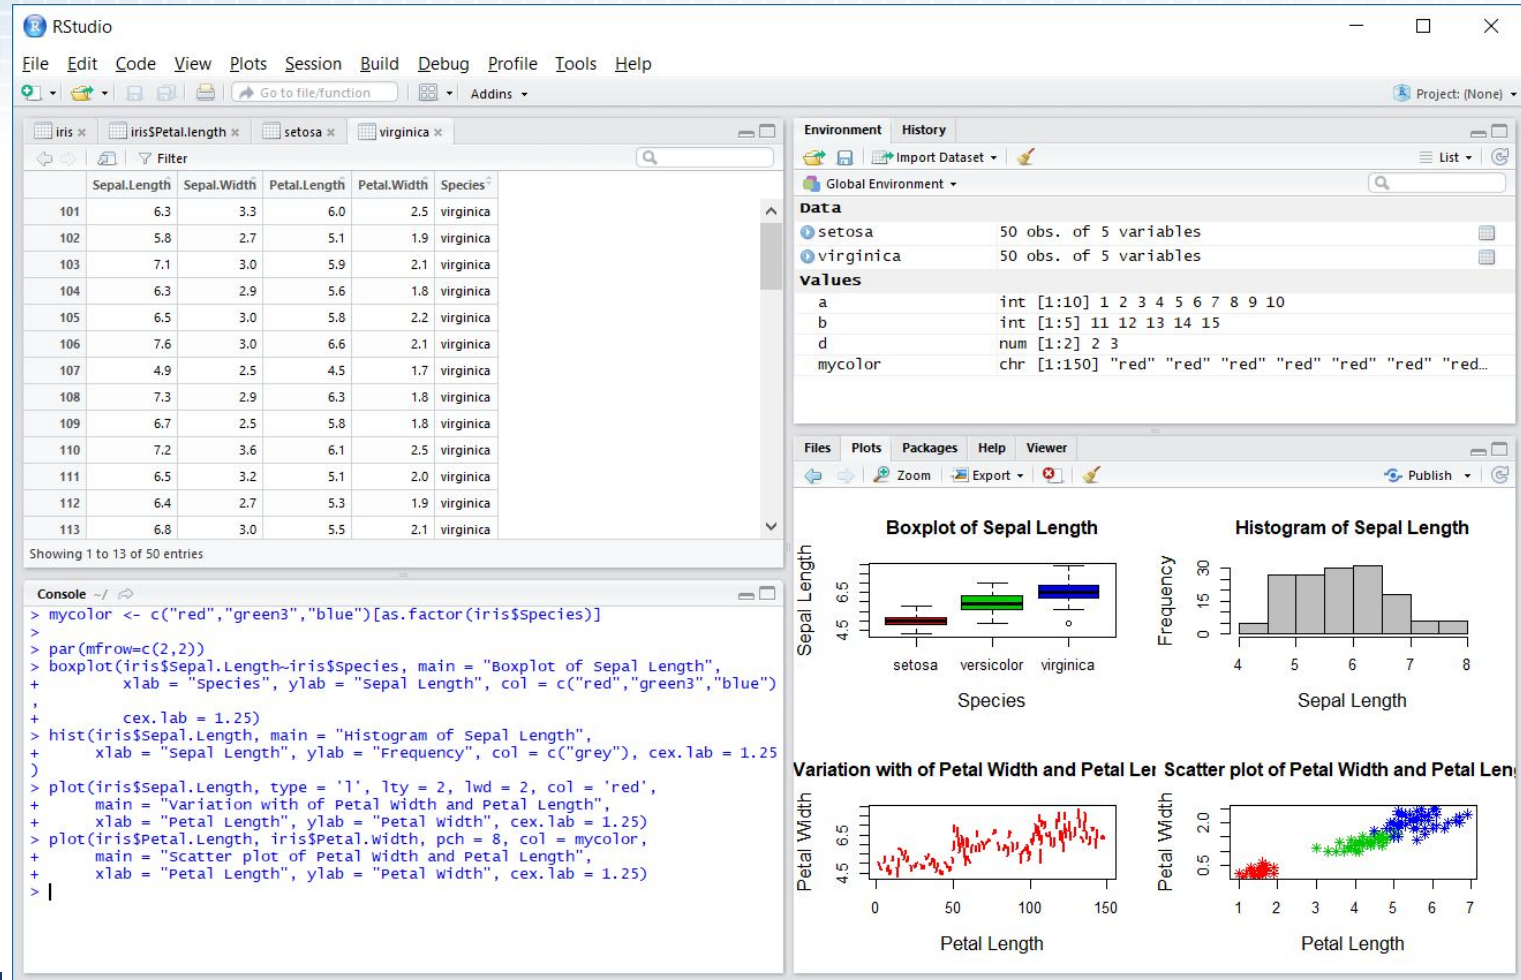 RStudio
File Edit Code View Plots Session Build Debug Profile Tools Help
Go to file/function Addins Project: (None)
iris iris$Petal.length setosa virginica
Filter
Sepal.Length Sepal.Width Petal.Length Petal.Width Species
101 6.3 3.3 6.0 2.5 virginica
102 5.8 2.7 5.1 1.9 virginica
103 7.1 3.0 5.9 2.1 virginica
104 6.3 2.9 5.6 1.8 virginica
105 6.5 3.0 5.8 2.2 virginica
106 7.6 3.0 6.6 2.1 virginica
107 4.9 2.5 4.5 1.7 virginica
108 7.3 2.9 6.3 1.8 virginica
109 6.7 2.5 5.8 1.8 virginica
110 7.2 3.6 6.1 2.5 virginica
111 6.5 3.2 5.1 2.0 virginica
112 6.4 2.7 5.3 1.9 virginica
113 6.8 3.0 5.5 2.1 virginica
Showing 1 to 13 of 50 entries
Console ~/
> mycolor <- c("red","green3","blue")[as.factor(iris$Species)]
>
> par(mfrow=c(2,2))
> boxplot(iris$Sepal.Length~iris$Species, main = "Boxplot of Sepal Length",
+ xlab = "Species", ylab = "Sepal Length", col = c("red","green3","blue")
,
+ cex.lab = 1.25)
> hist(iris$Sepal.Length, main = "Histogram of Sepal Length",
+ xlab = "Sepal Length", ylab = "Frequency", col = c("grey"), cex.lab = 1.25
)
> plot(iris$Sepal.Length, type = 'l', lty = 2, lwd = 2, col = 'red',
+ main = "Variation with of Petal Width and Petal Length",
+ xlab = "Petal Length", ylab = "Petal Width", cex.lab = 1.25)
> plot(iris$Petal.Length, iris$Petal.Width, pch = 8, col = mycolor,
+ main = "Scatter plot of Petal Width and Petal Length",
+ xlab = "Petal Length", ylab = "Petal Width", cex.lab = 1.25)
>
Environment History
Import Dataset List
Global Environment
Data
setosa 50 obs. of 5 variables
virginica 50 obs. of 5 variables
Values
a int [1:10] 1 2 3 4 5 6 7 8 9 10
b int [1:5] 11 12 13 14 15
d num [1:2] 2 3
mycolor chr [1:150] "red" "red" "red" "red" "red" "red" "red…
Files Plots Packages Help Viewer
Zoom Export Publish
Boxplot of Sepal Length
Sepal Length
4.5 6.5
setosa versicolor virginica
Species
Histogram of Sepal Length
Frequency
0 15 30
4 5 6 7 8
Sepal Length
Variation with of Petal Width and Petal Ler
Petal Width
4.5 6.5
0 50 100 150
Petal Length
Scatter plot of Petal Width and Petal Len
Petal Width
0.5 2.0
1 2 3 4 5 6 7
Petal Length